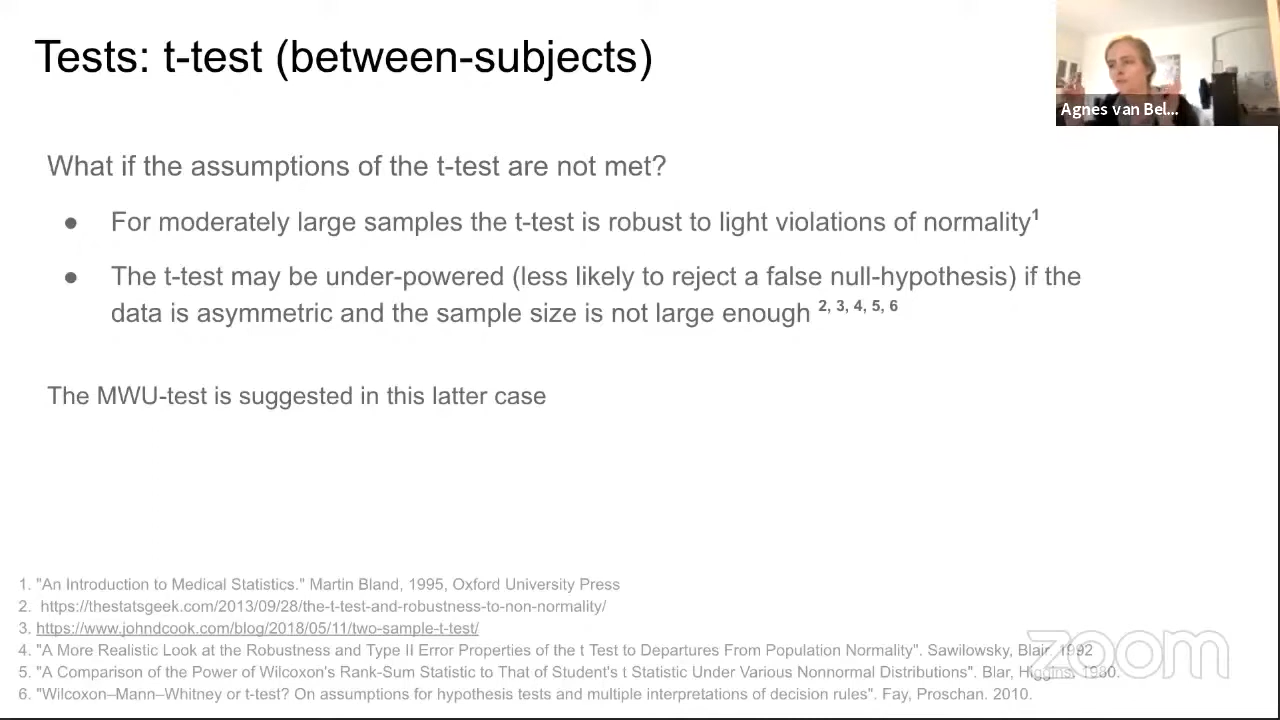 Tests: t-test (between-subjects)
Agnes van Bel...
What if the assumptions of the t-test are not met?
● For moderately large samples the t-test is robust to light violations of normality1
● The t-test may be under-powered (less likely to reject a false null-hypothesis) if the
data is asymmetric and the sample size is not large enough 2, 3, 4, 5, 6
The MWU-test is suggested in this latter case
1. "An Introduction to Medical Statistics." Martin Bland, 1995, Oxford University Press
2. https://thestatsgeek.com/2013/09/28/the-t-test-and-robustness-to-non-normality/
3. https://www.johndcook.com/blog/2018/05/11/two-sample-t-test/
4. "A More Realistic Look at the Robustness and Type II Error Properties of the t Test to Departures From Population Normality". Sawilowsky, Blair, 1992
5. "A Comparison of the Power of Wilcoxon's Rank-Sum Statistic to That of Student's t Statistic Under Various Nonnormal Distributions". Blar, Higgins, 1980.
6. "Wilcoxon–Mann–Whitney or t-test? On assumptions for hypothesis tests and multiple interpretations of decision rules". Fay, Proschan. 2010.
zoom